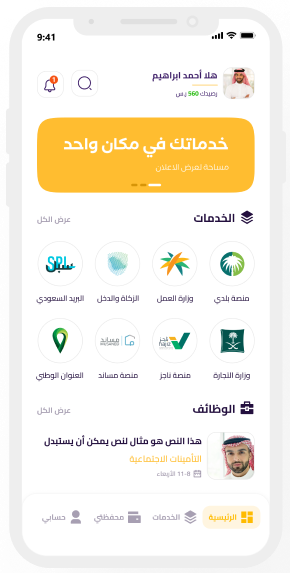 9:41
هلا أحمد ابراهيم
رصيدك 560 ر.س
1
خدماتك في مكان واحد
مساحة لعرض الاعلان
الخدمات
عرض الكل
SPL
سبل
منصة بلدي
وزارة العمل
الزكاة والدخل
البريد السعودي
ناجز
مساند
وزارة التجارة
منصة ناجز
منصة مساند
العنوان الوطني
الوظائف
عرض الكل
هذا النص هو مثال لنص يمكن أن يستبدل
التأمينات الاجتماعية
8-11 الأربعاء
الرئيسية
الخدمات
محفظتي
حسابي